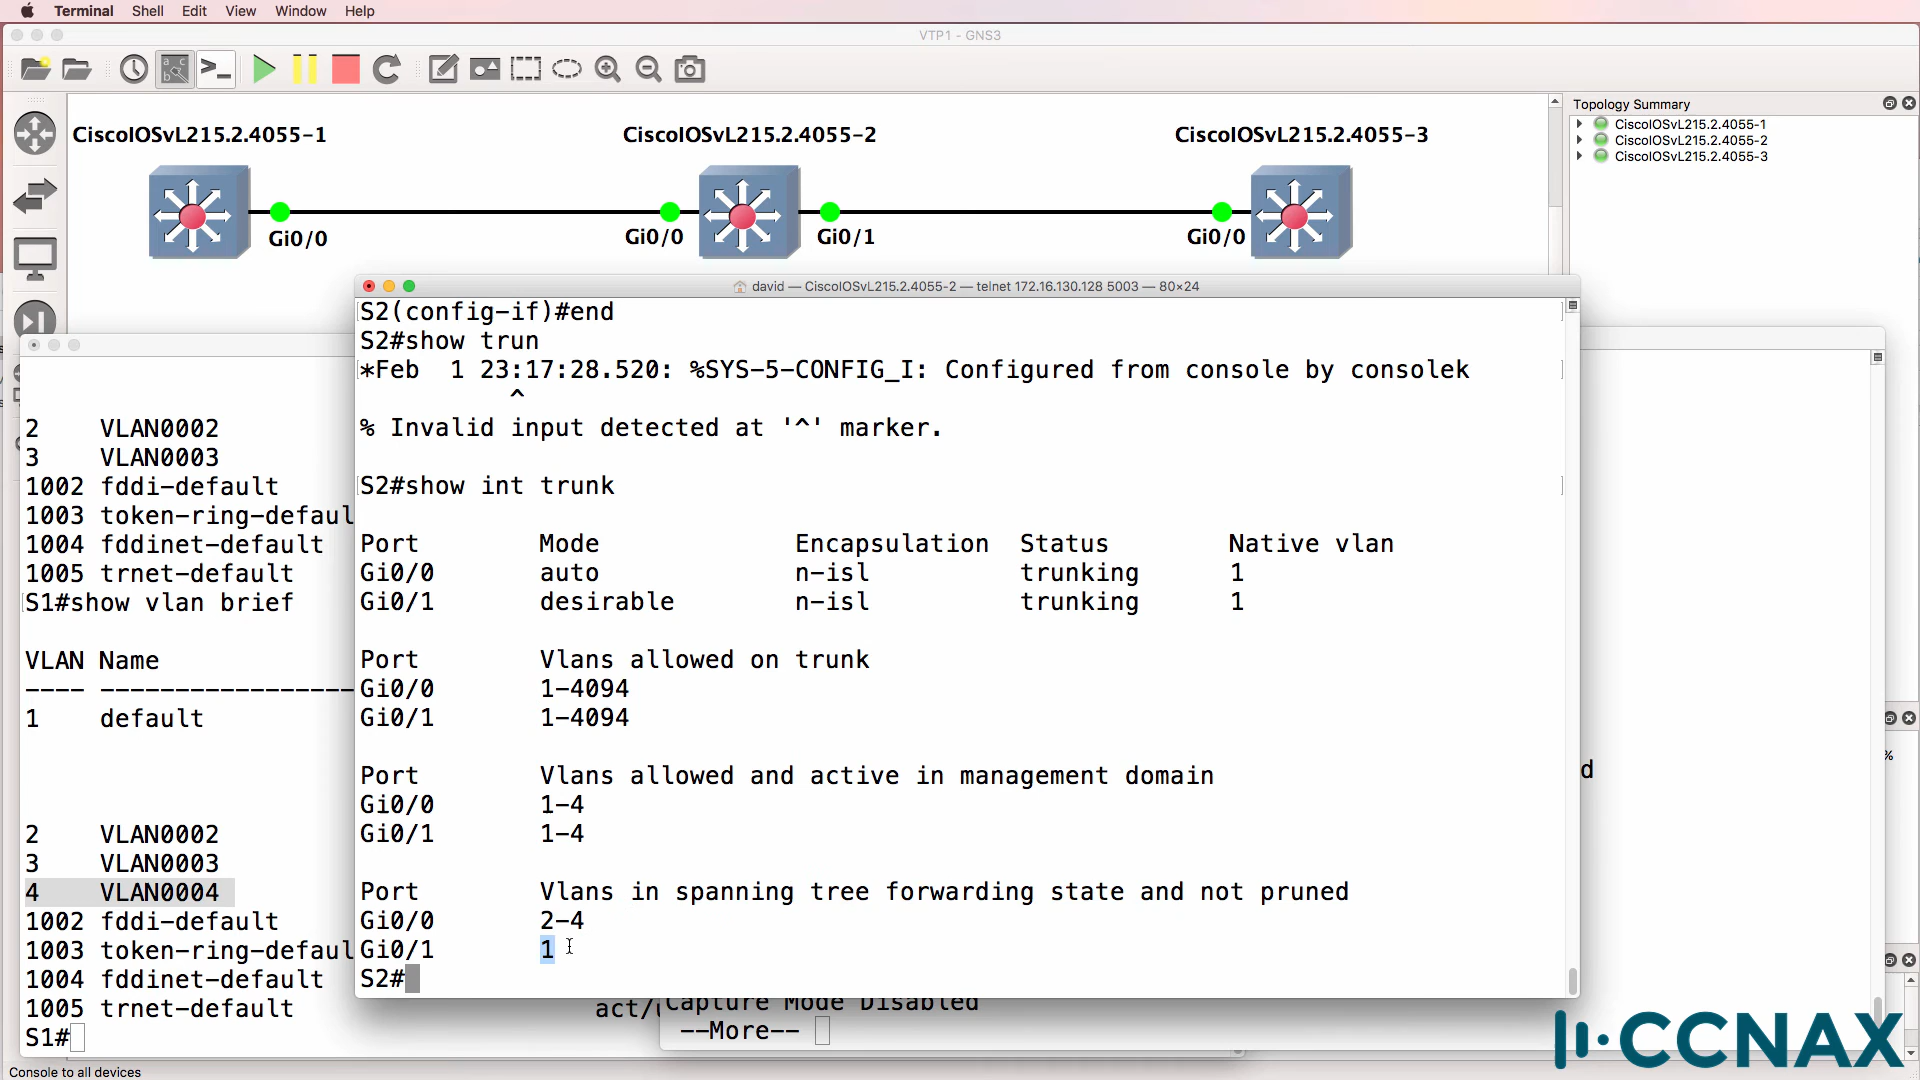 Terminal Shell Edit View Window Help
VTP1 - GNS3
CiscoIOSvL215.2.4055-1
CiscoIOSvL215.2.4055-2
CiscoIOSvL215.2.4055-3
Gi0/0
Gi0/0
Gi0/1
Gi0/0
Topology Summary
CiscoIOSvL215.2.4055-1
CiscoIOSvL215.2.4055-2
CiscoIOSvL215.2.4055-3
david — CiscoIOSvL215.2.4055-2 — telnet 172.16.130.128 5003 — 80×24
S2(config-if)#end
S2#show trun
*Feb  1 23:17:28.520: %SYS-5-CONFIG_I: Configured from console by consolek
^
% Invalid input detected at '^' marker.
S2#show int trunk
Port Mode Encapsulation Status Native vlan
Gi0/0 auto n-isl trunking 1
Gi0/1 desirable n-isl trunking 1
Port Vlans allowed on trunk
Gi0/0 1-4094
Gi0/1 1-4094
Port Vlans allowed and active in management domain
Gi0/0 1-4
Gi0/1 1-4
Port Vlans in spanning tree forwarding state and not pruned
Gi0/0 2-4
Gi0/1 1
S2#
2 VLAN0002
3 VLAN0003
1002 fddi-default
1003 token-ring-defaul
1004 fddinet-default
1005 trnet-default
S1#show vlan brief
VLAN Name
---- -----------------
1 default
2 VLAN0002
3 VLAN0003
4 VLAN0004
1002 fddi-default
1003 token-ring-defaul
1004 fddinet-default
1005 trnet-default act/u
S1#
d
%
Capture Mode Disabled
--More--
CCNAX
Console to all devices